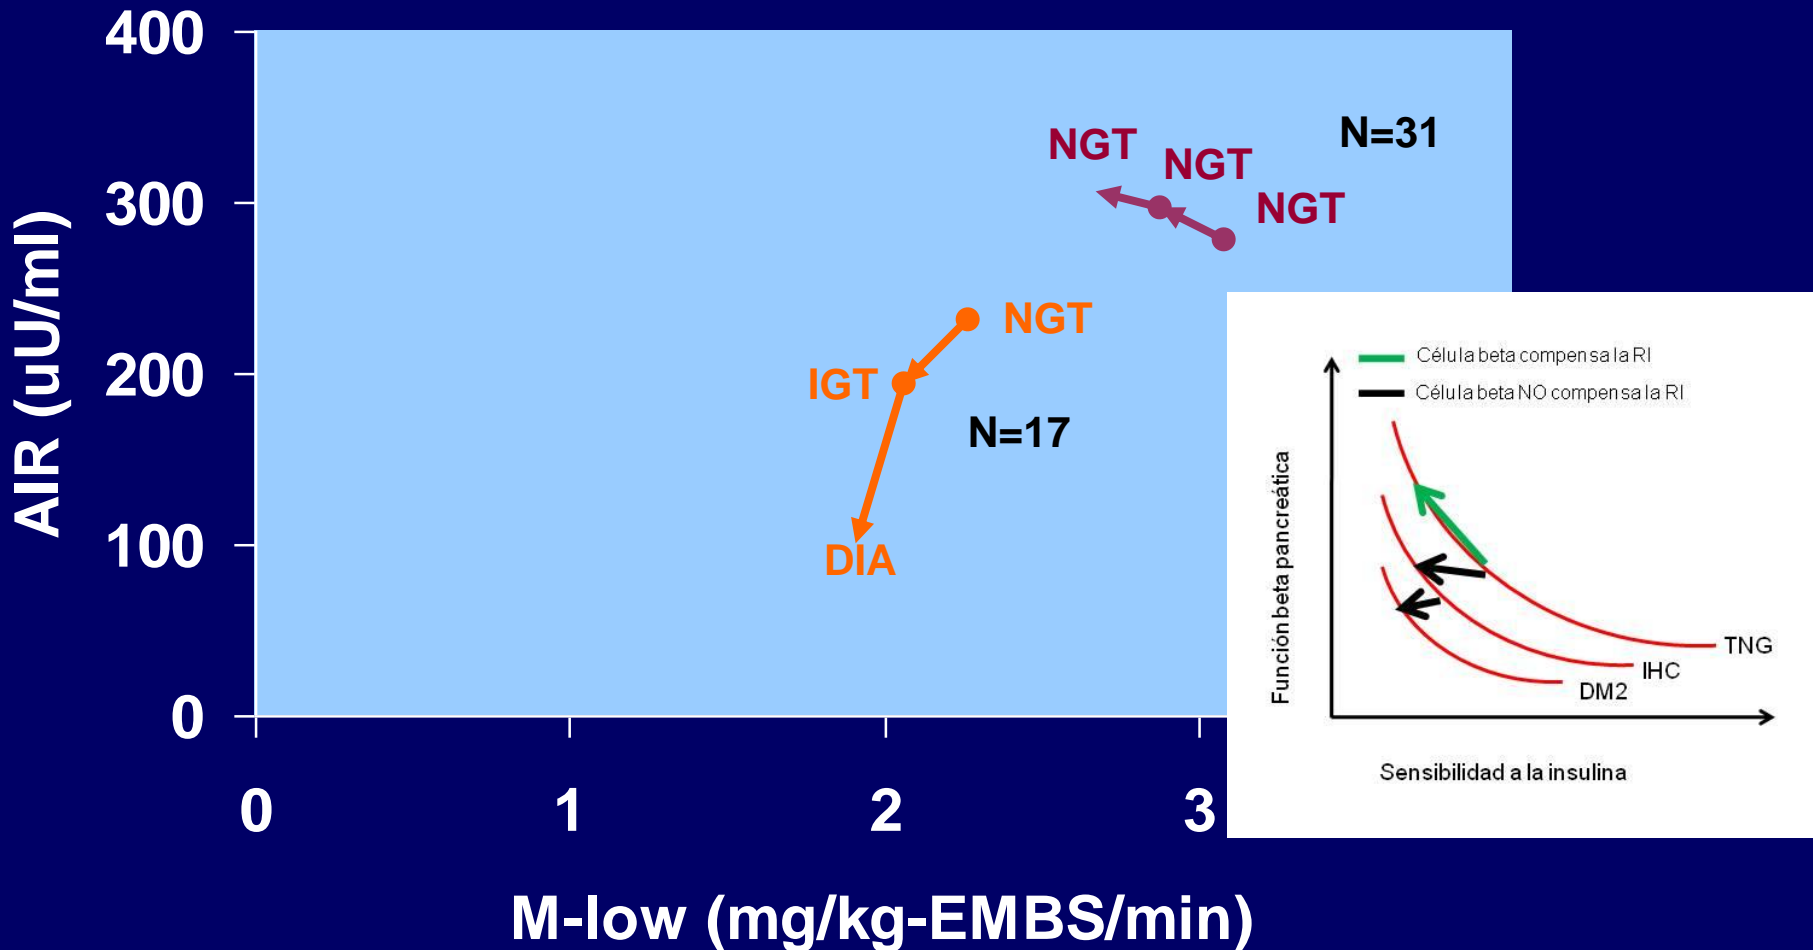 400
300
200
100
0
AIR (uU/ml)
NGT
NGT
NGT
N=31
NGT
IGT
N=17
DIA
0
1
2
3
M-low (mg/kg-EMBS/min)
Célula beta compensa la RI
Célula beta NO compensa la RI
Función beta pancreática
TNG
IHC
DM2
Sensibilidad a la insulina